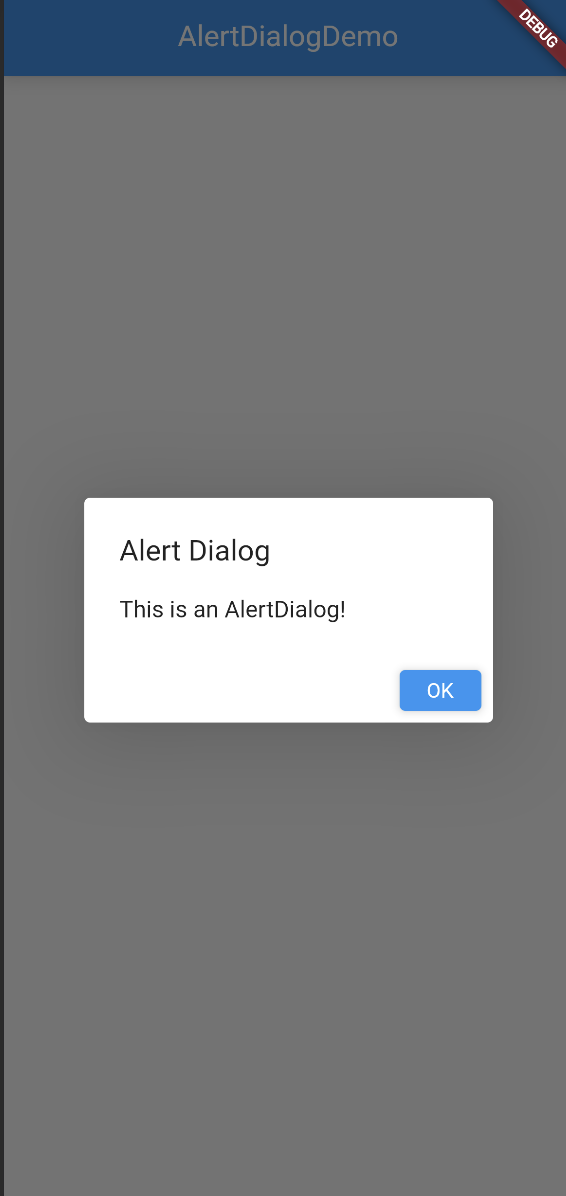 AlertDialogDemo
DEBUG
Alert Dialog
This is an AlertDialog!
OK